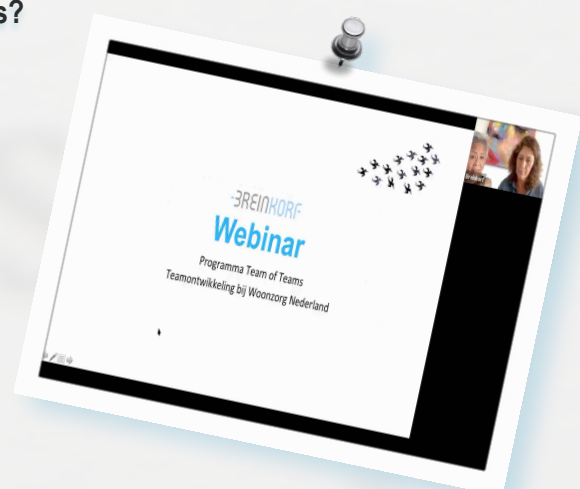 s?
BREINKORF
Webinar
Programma Team of Teams
Teamontwikkeling bij Woonzorg Nederland